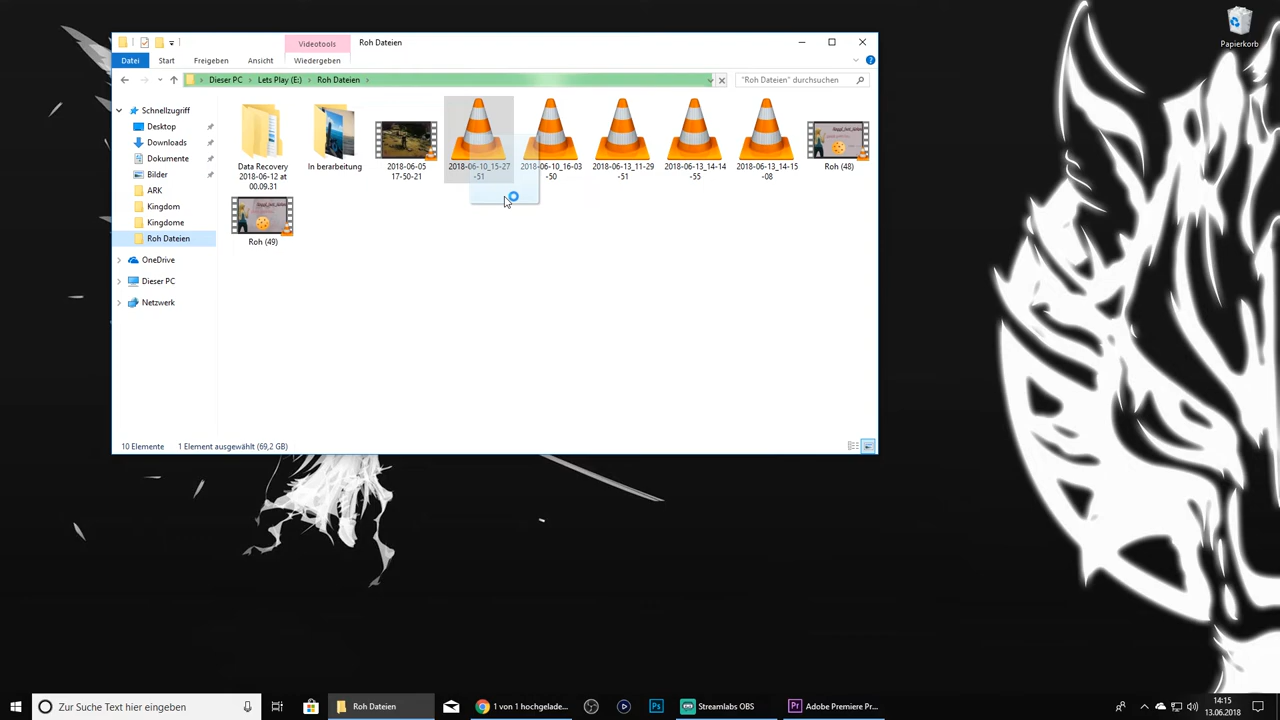 Videotools
Roh Dateien
Papierkorb
Datei
Start
Freigeben
Ansicht
Wiedergeben
Dieser PC
Lets Play (E:)
Roh Dateien
"Roh Dateien" durchsuchen
Schnellzugriff
Desktop
Downloads
Dokumente
Bilder
ARK
Kingdom
Kingdome
Roh Dateien
OneDrive
Dieser PC
Netzwerk
Data Recovery
2018-06-12 at
00.09.31
In berarbeitung
2018-06-05
17-50-21
2018-06-10_15-27
-51
2018-06-10_16-03
-50
2018-06-13_11-29
-51
2018-06-13_14-14
-55
2018-06-13_14-15
-08
Roh (48)
Roh (49)
10 Elemente
1 Element ausgewählt (69,2 GB)
Zur Suche Text hier eingeben
Roh Dateien
1 von 1 hochgelade...
Ps
Streamlabs OBS
Pr
Adobe Premiere Pr...
14:15
13.06.2018